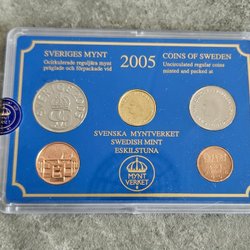 SVERIGES MYNT
Ocirkulerade reguljära mynt
präglade och förpackade vid
2005
COINS OF SWEDEN
Uncirculated regular coins
minted and packed at
SVENSKA MYNTVERKET
SWEDISH MINT
ESKILSTUNA
MYNT
VERKET